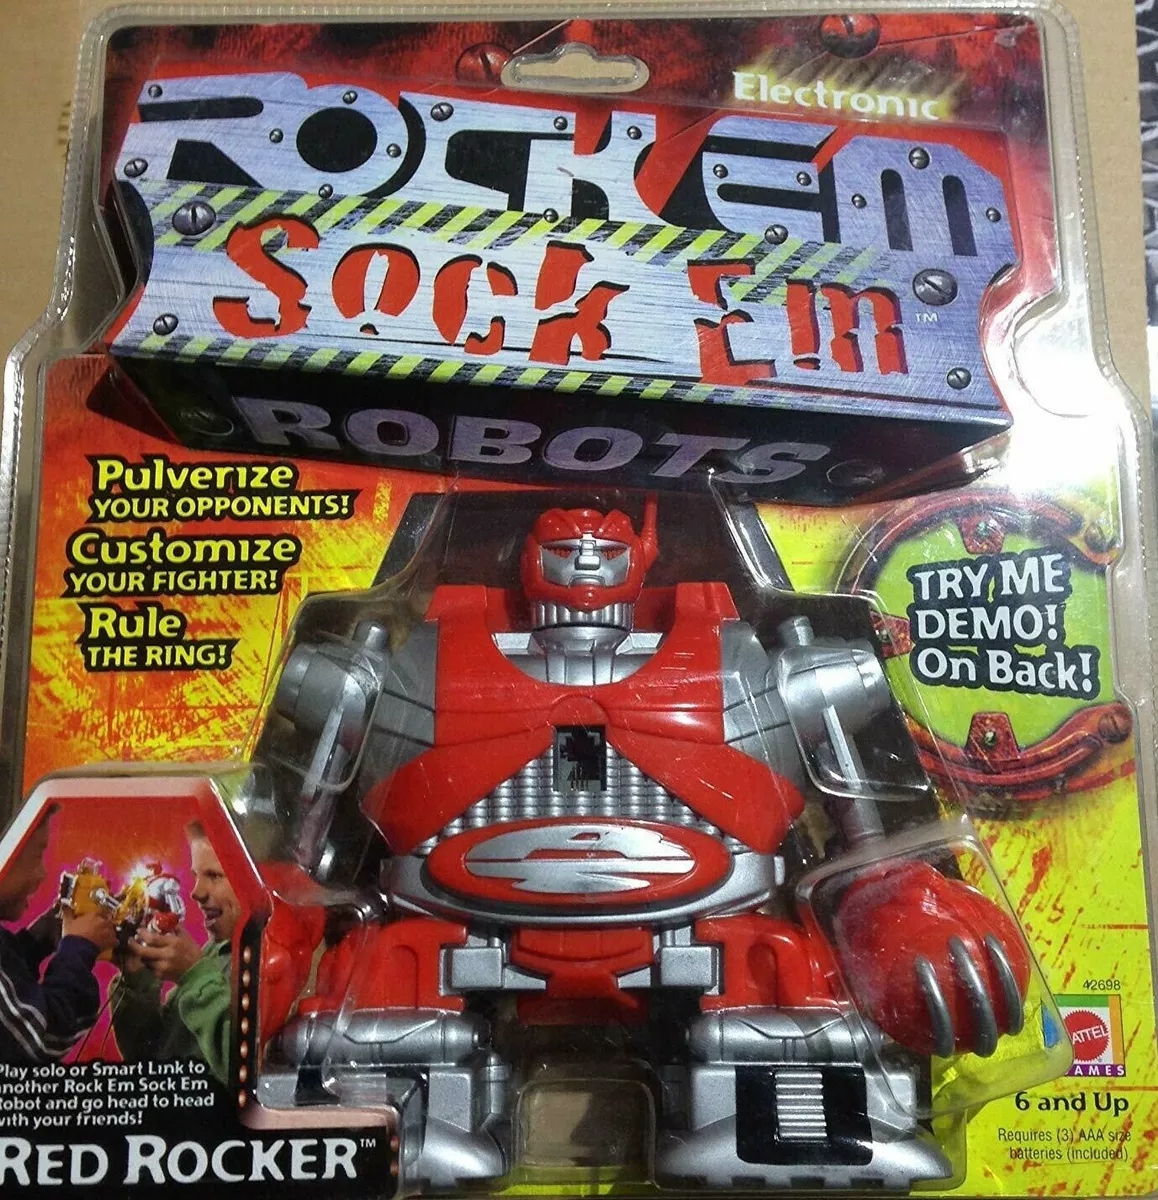 Electronic
ROCK EM
SOCK EM™
ROBOTS
Pulverize
YOUR OPPONENTS!
Customize
YOUR FIGHTER!
Rule
THE RING!
TRY ME
DEMO!
On Back!
Play solo or Smart Link to
another Rock Em Sock Em
Robot and go head to head
with your friends!
RED ROCKER™
42698
MATTEL
GAMES
6 and Up
Requires (3) AAA size
batteries (included).